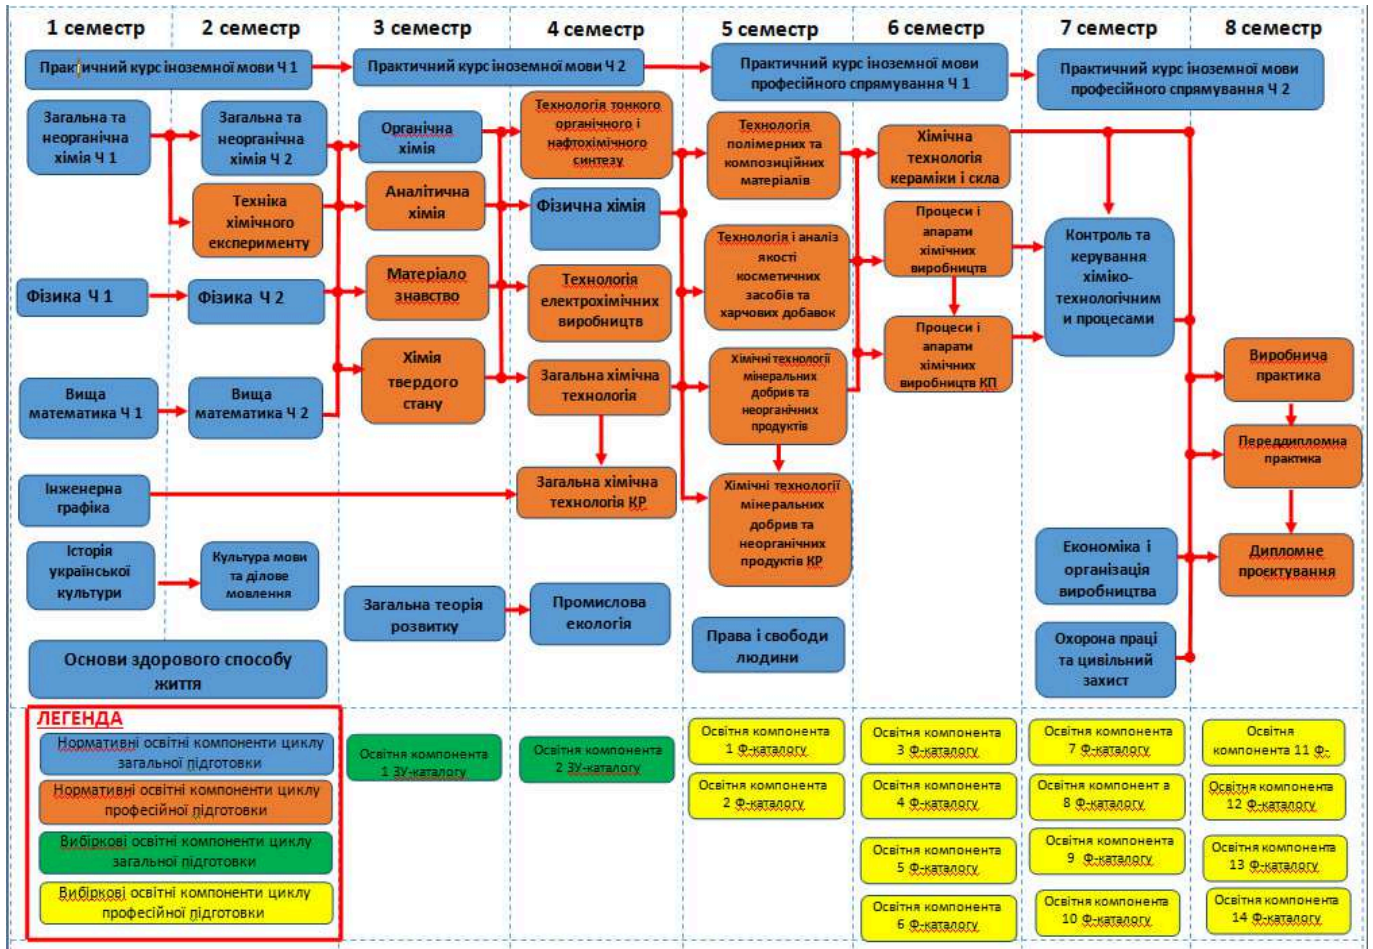 1 семестр
2 семестр
3 семестр
4 семестр
5 семестр
6 семестр
7 семестр
8 семестр
Практичний курс іноземної мови Ч 1
Практичний курс іноземної мови Ч 2
Практичний курс іноземної мови
професійного спрямування Ч 1
Практичний курс іноземної мови
професійного спрямування Ч 2
Загальна та
неорганічна
хімія Ч 1
Загальна та
неорганічна
хімія Ч 2
Органічна
хімія
Технологія тонкого
органічного і
нафтохімічного
синтезу
Технологія
полімерних та
композиційних
матеріалів
Хімічна
технологія
кераміки і скла
Техніка
хімічного
експерименту
Аналітична
хімія
Фізична хімія
Технологія і аналіз
якості
косметичних
засобів та
харчових добавок
Процеси і
апарати
хімічних
виробництв
Контроль та
керування
хіміко-
технологічним
и процесами
Фізика Ч 1
Фізика Ч 2
Матеріало
знавство
Технологія
електрохімічних
виробництв
Процеси і
апарати
хімічних
виробництв КП
Вища
математика Ч 1
Вища
математика Ч 2
Хімія
твердого
стану
Загальна хімічна
технологія
Хімічні технології
мінеральних
добрив та
неорганічних
продуктів
Виробнича
практика
Переддипломна
практика
Інженерна
графіка
Загальна хімічна
технологія КР
Хімічні технології
мінеральних
добрив та
неорганічних
продуктів КР
Історія
української
культури
Культура мови
та ділове
мовлення
Економіка і
організація
виробництва
Дипломне
проєктування
Загальна теорія
розвитку
Промислова
екологія
Права і свободи
людини
Охорона праці
та цивільний
захист
Основи здорового способу
життя
ЛЕГЕНДА
Нормативні освітні компоненти циклу
загальної підготовки
Нормативні освітні компоненти циклу
професійної підготовки
Вибіркові освітні компоненти циклу
загальної підготовки
Вибіркові освітні компоненти циклу
професійної підготовки
Освітня компонента
1 ЗУ-каталогу
Освітня компонента
2 ЗУ-каталогу
Освітня компонента
1 Ф-каталогу
Освітня компонента
2 Ф-каталогу
Освітня компонента
3 Ф-каталогу
Освітня компонента
4 Ф-каталогу
Освітня компонента
5 Ф-каталогу
Освітня компонента
6 Ф-каталогу
Освітня компонента
7 Ф-каталогу
Освітня компонент а
8 Ф-каталогу
Освітня компонента
9 Ф-каталогу
Освітня компонента
10 Ф-каталогу
Освітня
компонента 11 Ф-
Освітня компонента
12 Ф-каталогу
Освітня компонента
13 Ф-каталогу
Освітня компонента
14 Ф-каталогу